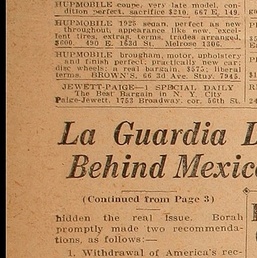 HUPMOBILE coupe, very late model, con-
dition perfect, sacrifice $210. 667 E. 149.
HUPMOBILE 1925 sedan, perfect as new
throughout, appearance like new, excel-
lent tires, extras, terms, trades arranged.
$600. 490 E. 163d St. Melrose 1206.
HUPMOBILE brougham, motor, upholstery
and finish perfect; practically new car;
disc wheels; a real bargain, $575; liberal
terms. BROWN'S, 66 3d Ave. Stuy. 7945.
JEWETT-PAIGE—1 SPECIAL DAILY
The Best Bargain in N. Y. CITY
Paige-Jewett, 1753 Broadway, cor. 56th St.
La Guardia
Behind Mexic
(Continued from Page 3)
hidden the real issue. Borah
promptly made two recommenda-
tions, as follows:—
1. Withdrawal of America's rec-